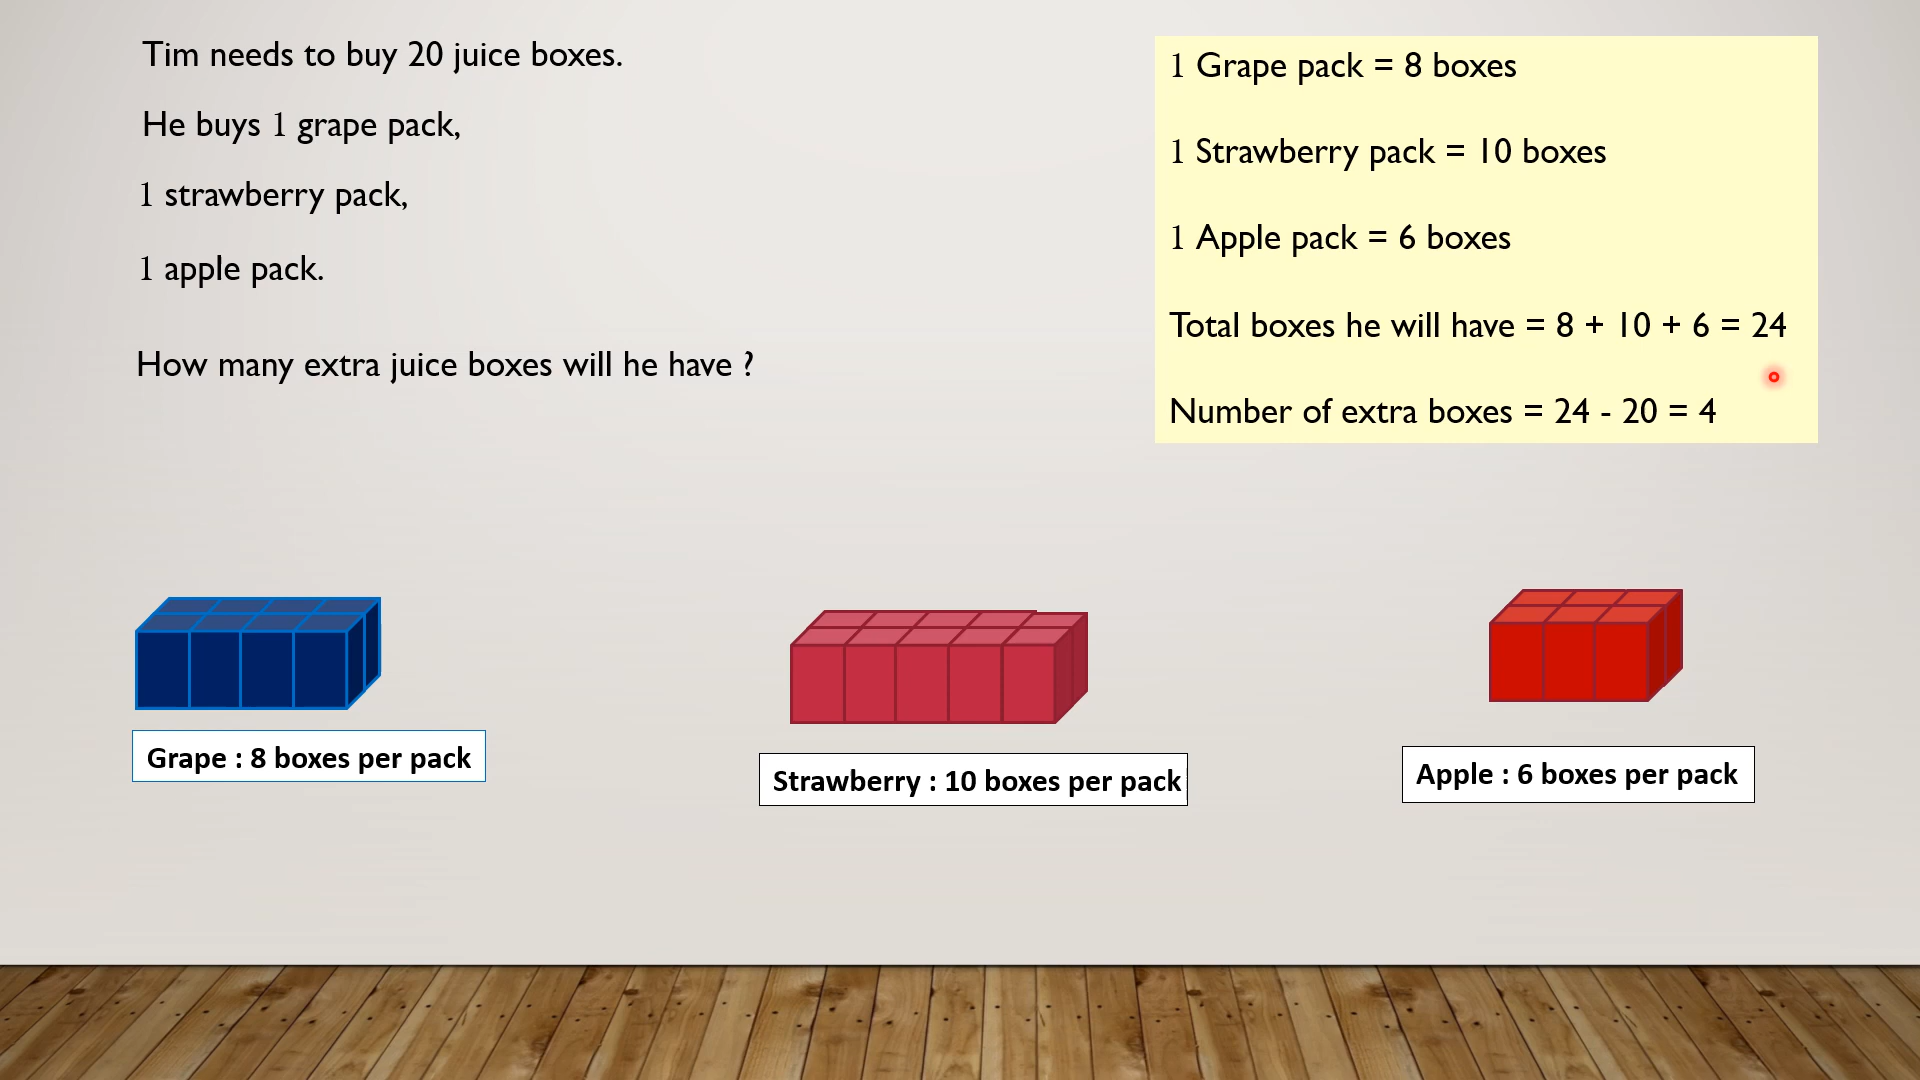 Tim needs to buy 20 juice boxes.
He buys 1 grape pack,
1 strawberry pack,
1 apple pack.
How many extra juice boxes will he have ?
1 Grape pack = 8 boxes
1 Strawberry pack = 10 boxes
1 Apple pack = 6 boxes
Total boxes he will have = 8 + 10 + 6 = 24
Number of extra boxes = 24 - 20 = 4
Grape : 8 boxes per pack
Strawberry : 10 boxes per pack
Apple : 6 boxes per pack